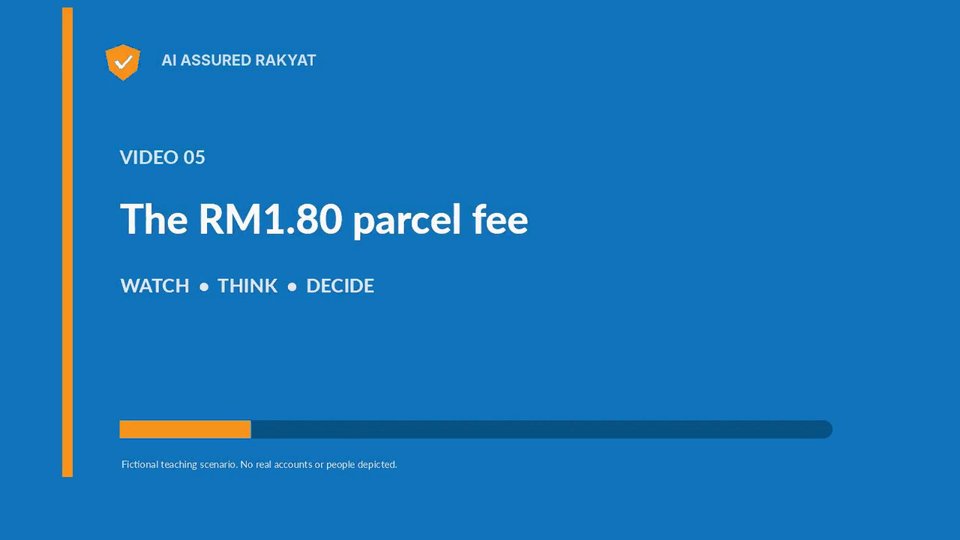 AI ASSURED RAKYAT
VIDEO 05
The RM1.80 parcel fee
WATCH ● THINK ● DECIDE
Fictional teaching scenario. No real accounts or people depicted.